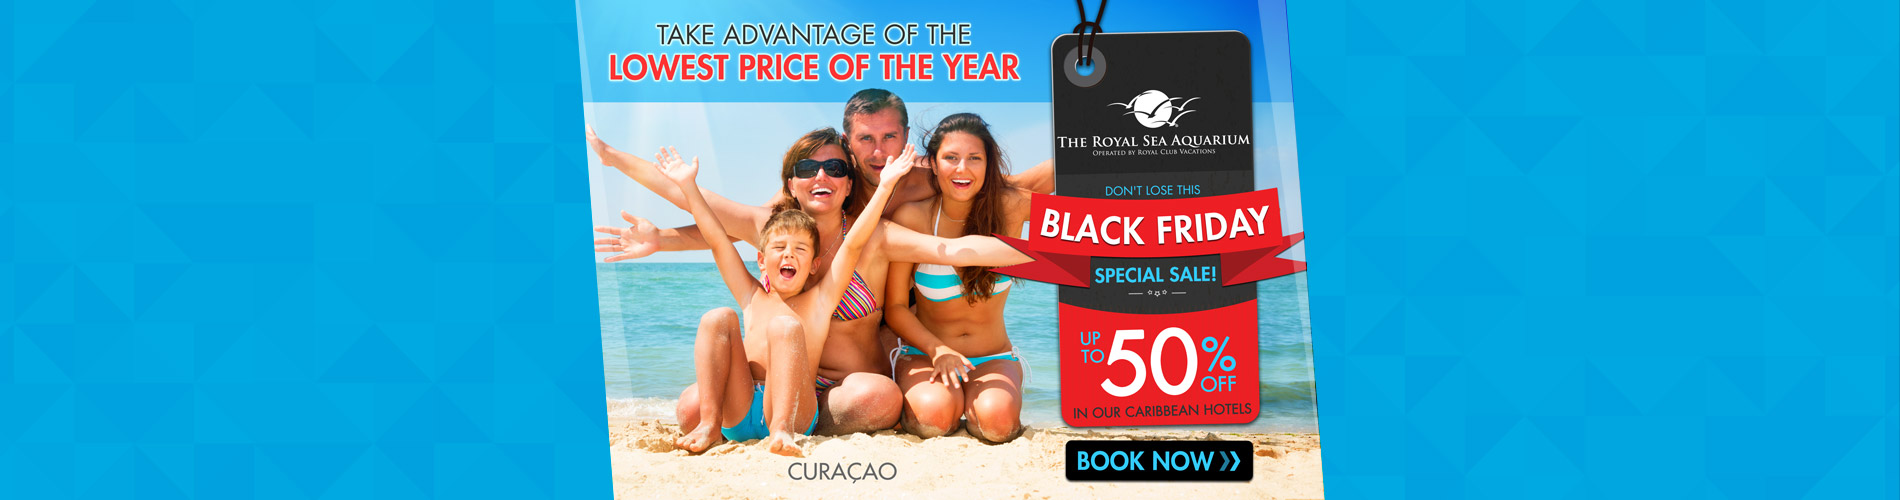 TAKE ADVANTAGE OF THE
LOWEST PRICE OF THE YEAR
THE ROYAL SEA AQUARIUM
OPERATED BY ROYAL CLUB VACATIONS
DON'T LOSE THIS
BLACK FRIDAY
SPECIAL SALE!
UP TO 50% OFF
IN OUR CARIBBEAN HOTELS
BOOK NOW »
CURAÇAO